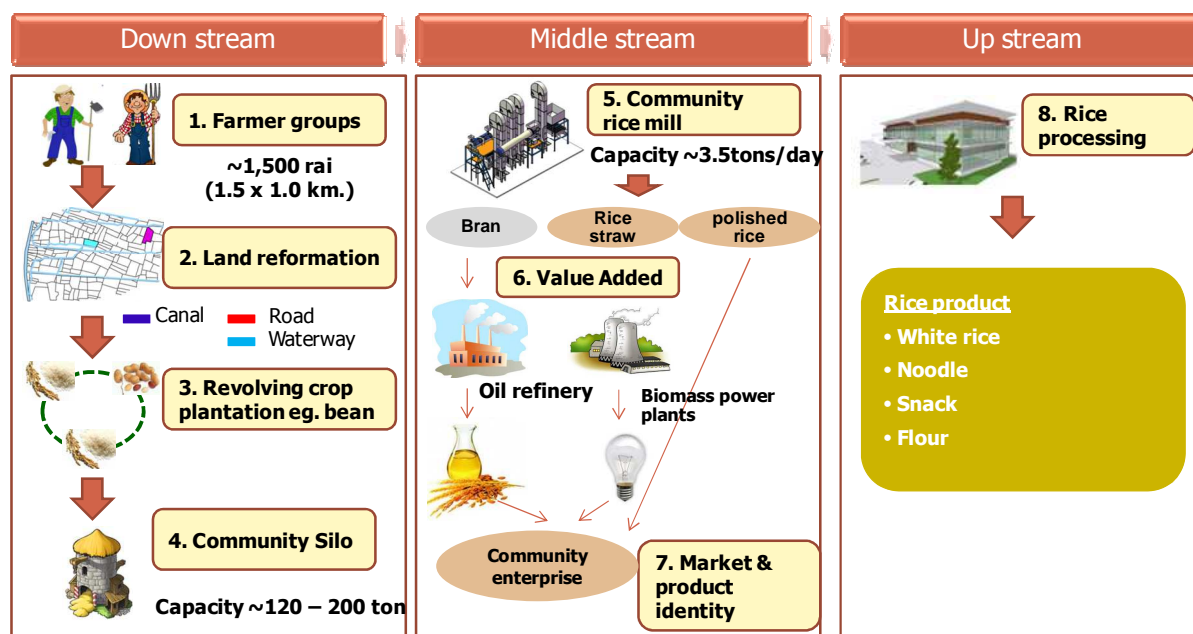 Down stream
Middle stream
Up stream
1. Farmer groups
~1,500 rai
(1.5 x 1.0 km.)
2. Land reformation
Canal
Road
Waterway
3. Revolving crop
plantation eg. bean
4. Community Silo
Capacity ~120 – 200 ton
5. Community
rice mill
Capacity ~3.5tons/day
Bran
Rice
straw
polished
rice
6. Value Added
Oil refinery
Biomass power
plants
Community
enterprise
7. Market &
product
identity
8. Rice
processing
Rice product
• White rice
• Noodle
• Snack
• Flour